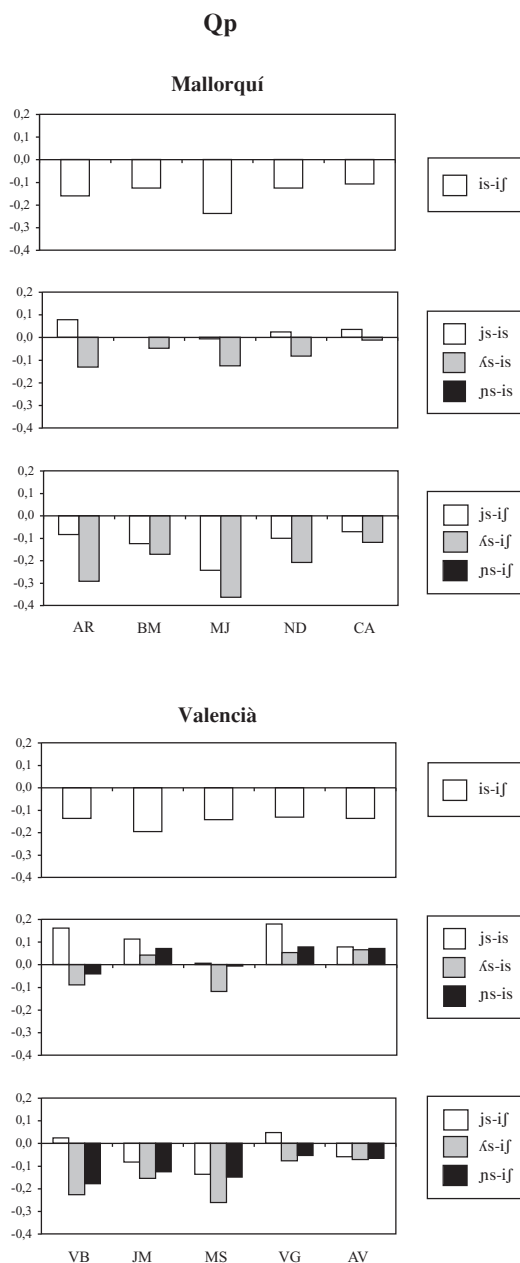 Qp
Mallorquí
0,2
0,1
0,0
-0,1
-0,2
-0,3
-0,4
is-iʃ
0,2
0,1
0,0
-0,1
-0,2
-0,3
-0,4
js-is
ʎs-is
ɲs-is
0,2
0,1
0,0
-0,1
-0,2
-0,3
-0,4
js-iʃ
ʎs-iʃ
ɲs-iʃ
AR BM MJ ND CA
Valencià
0,2
0,1
0,0
-0,1
-0,2
-0,3
-0,4
is-iʃ
0,2
0,1
0,0
-0,1
-0,2
-0,3
-0,4
js-is
ʎs-is
ɲs-is
0,2
0,1
0,0
-0,1
-0,2
-0,3
-0,4
js-iʃ
ʎs-iʃ
ɲs-iʃ
VB JM MS VG AV